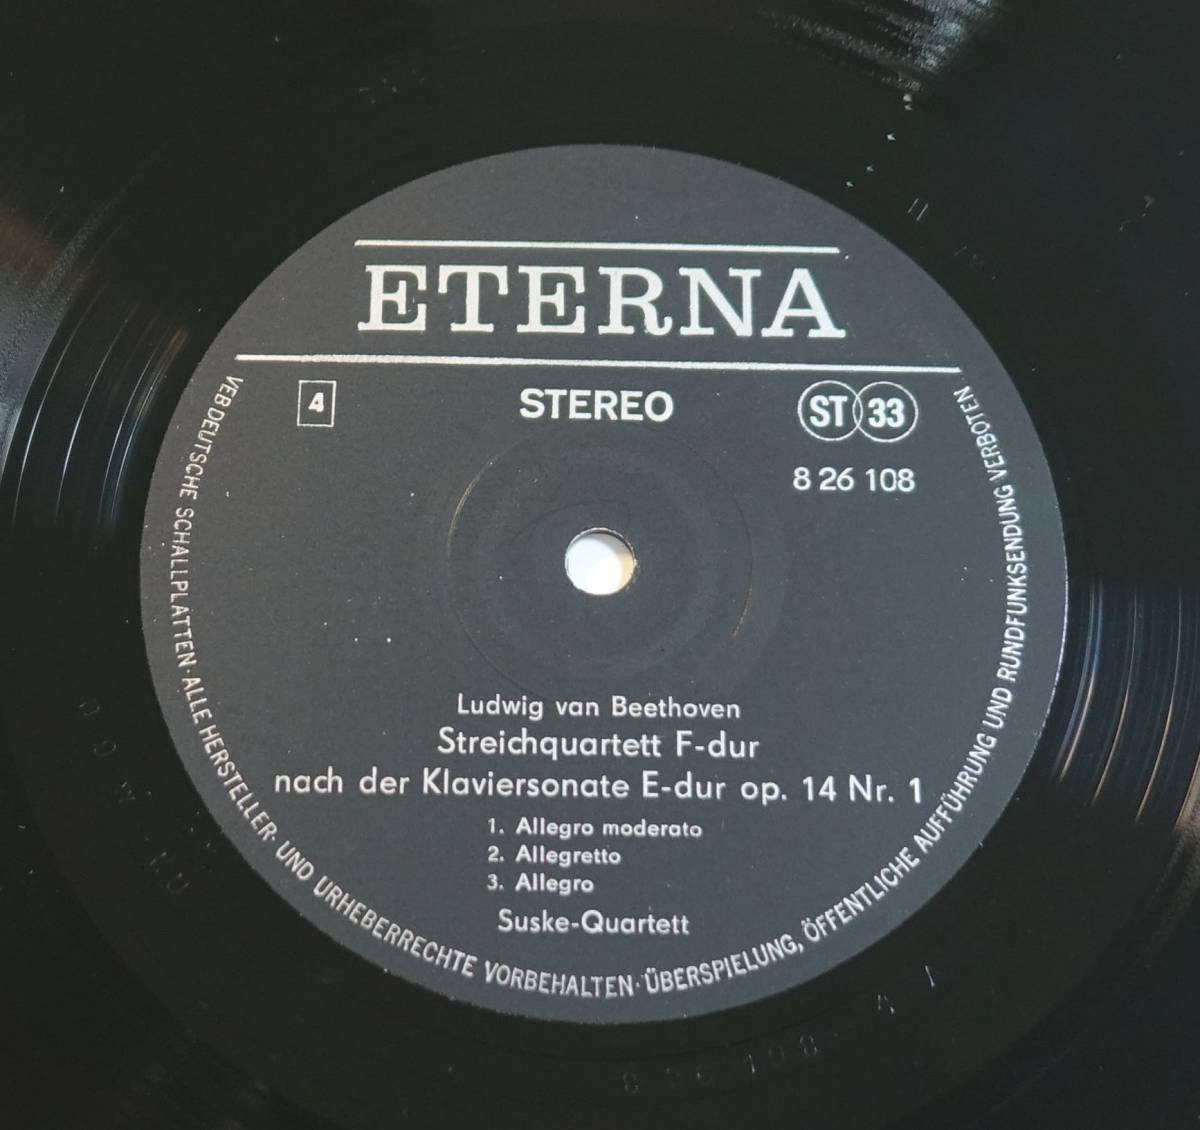 ETERNA
4
STEREO
ST 33
8 26 108
Ludwig van Beethoven
Streichquartett F-dur
nach der Klaviersonate E-dur op. 14 Nr. 1
1. Allegro moderato
2. Allegretto
3. Allegro
Suske-Quartett
VEB DEUTSCHE SCHALLPLATTEN · ALLE HERSTELLER- UND URHEBERRECHTE VORBEHALTEN · ÜBERSPIELUNG, ÖFFENTLICHE AUFFÜHRUNG UND RUNDFUNKSENDUNG VERBOTEN